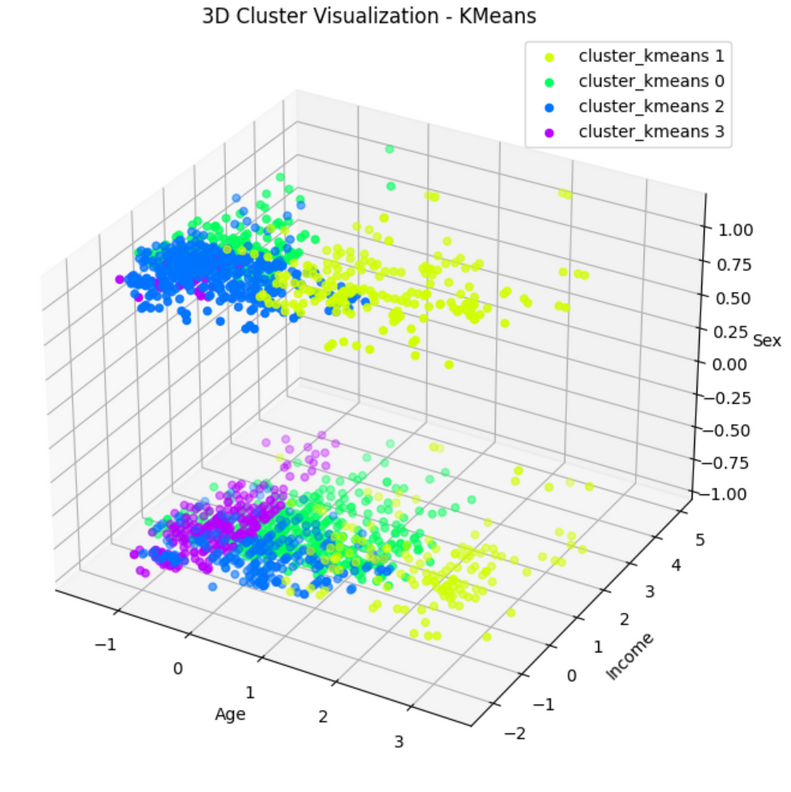 3D Cluster Visualization - KMeans
cluster_kmeans 1
cluster_kmeans 0
cluster_kmeans 2
cluster_kmeans 3
1.00
0.75
0.50
0.25
Sex
0.00
−0.25
−0.50
−0.75
−1.00
5
4
3
2
1
0
−1
−2
Income
−1
0
1
2
3
Age